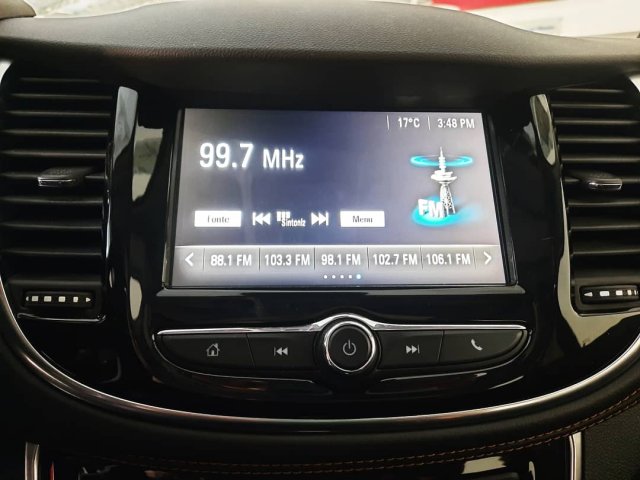 17°C 3:48 PM
99.7 MHz
FM
Fonte Sintoniz Menu
88.1 FM 103.3 FM 98.1 FM 102.7 FM 106.1 FM